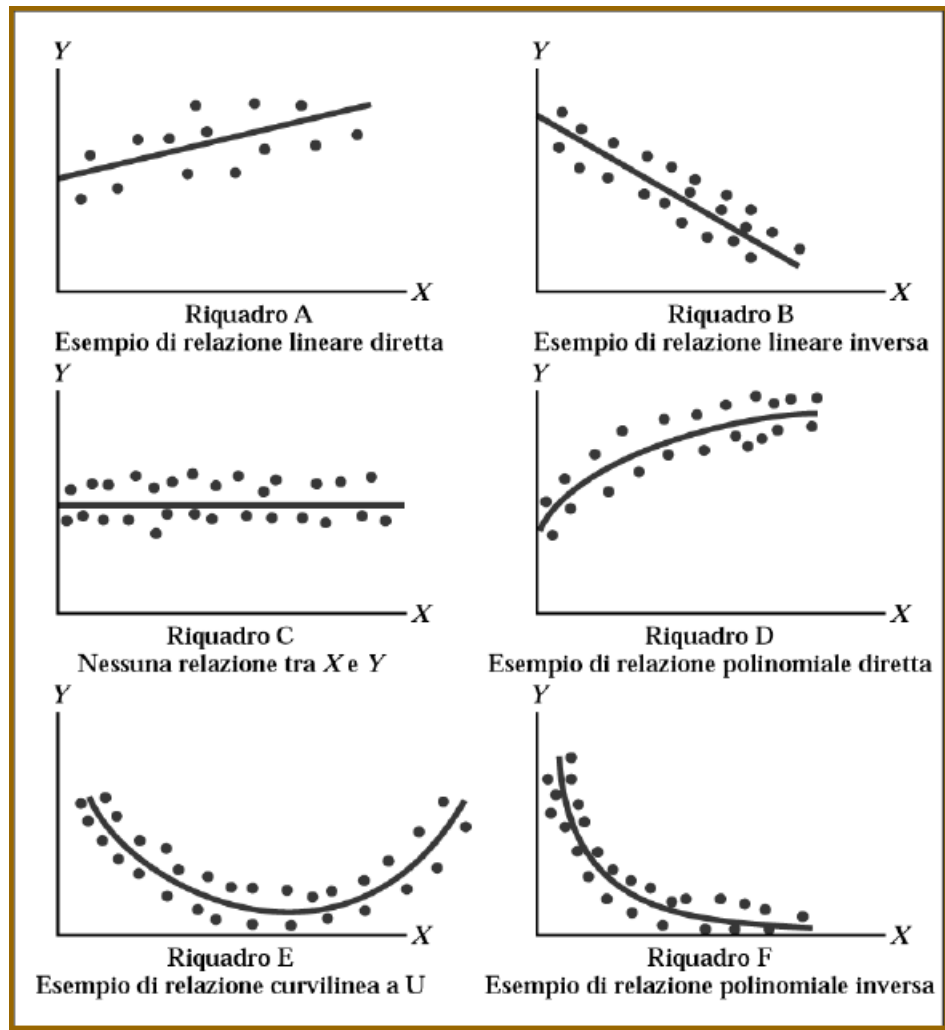 Y
X
Riquadro A
Esempio di relazione lineare diretta
Y
X
Riquadro B
Esempio di relazione lineare inversa
Y
X
Riquadro C
Nessuna relazione tra X e Y
Y
X
Riquadro D
Esempio di relazione polinomiale diretta
Y
X
Riquadro E
Esempio di relazione curvilinea a U
Y
X
Riquadro F
Esempio di relazione polinomiale inversa